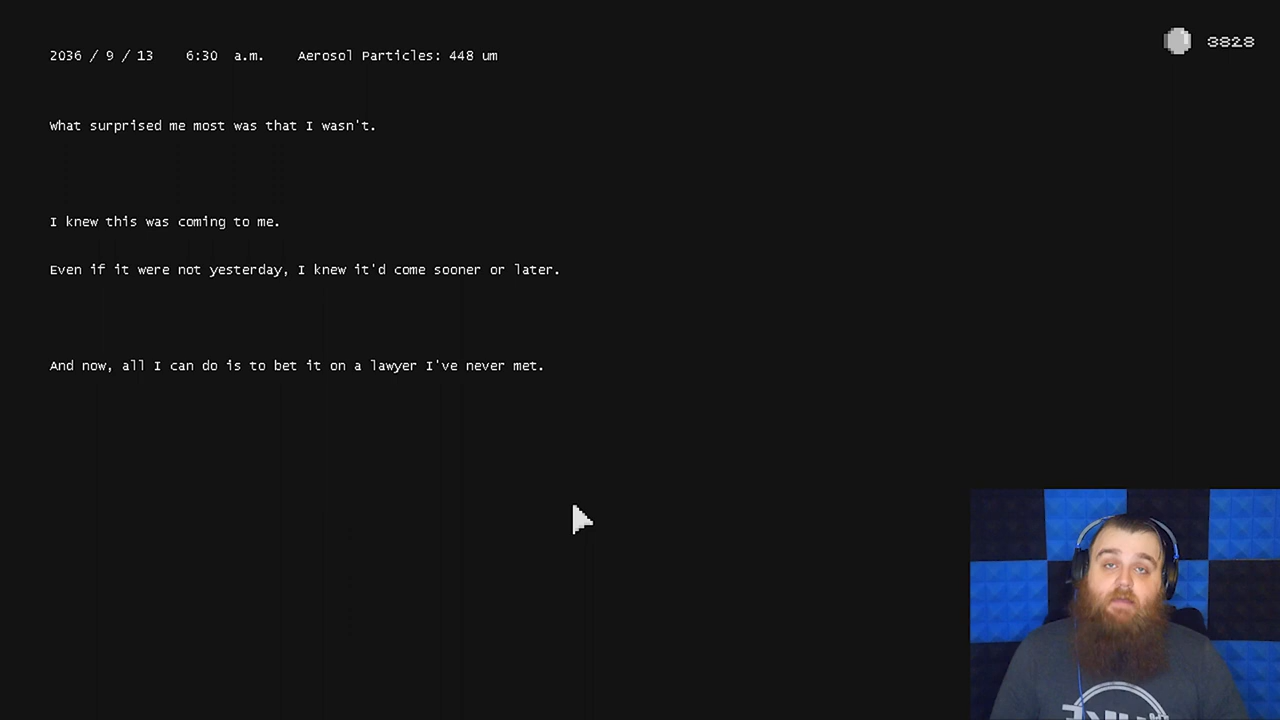 2036 / 9 / 13 6:30 a.m. Aerosol Particles: 448 um
3828
What surprised me most was that I wasn't.
I knew this was coming to me.
Even if it were not yesterday, I knew it'd come sooner or later.
And now, all I can do is to bet it on a lawyer I've never met.